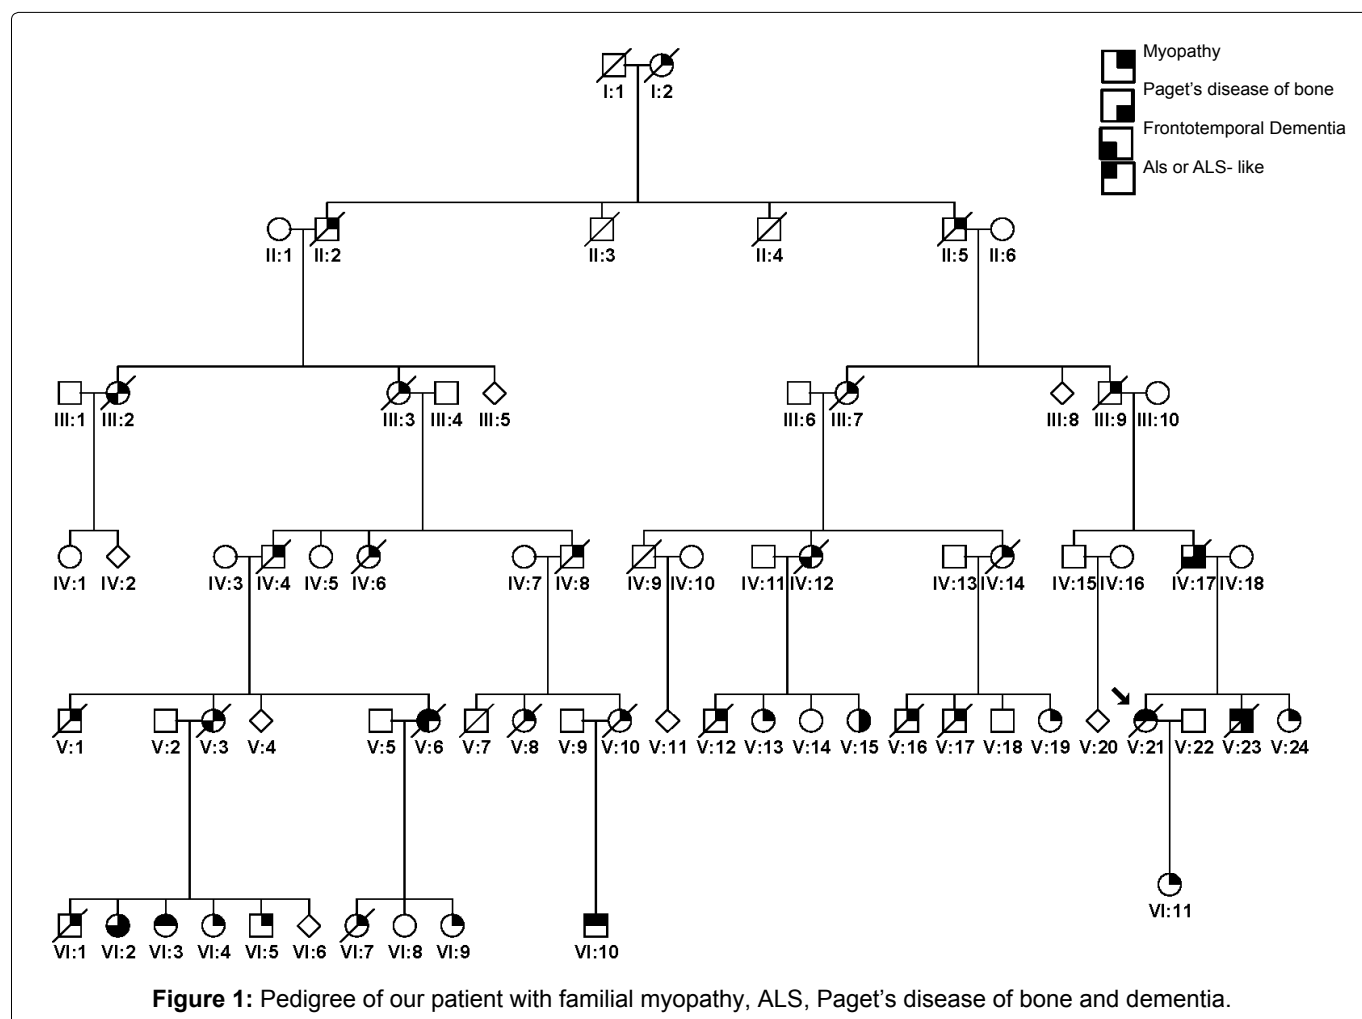 Myopathy
Paget's disease of bone
Frontotemporal Dementia
Als or ALS- like
I:1 I:2
II:1 II:2 II:3 II:4 II:5 II:6
III:1 III:2 III:3 III:4 III:5 III:6 III:7 III:8 III:9 III:10
IV:1 IV:2 IV:3 IV:4 IV:5 IV:6 IV:7 IV:8 IV:9 IV:10 IV:11 IV:12 IV:13 IV:14 IV:15 IV:16 IV:17 IV:18
V:1 V:2 V:3 V:4 V:5 V:6 V:7 V:8 V:9 V:10 V:11 V:12 V:13 V:14 V:15 V:16 V:17 V:18 V:19 V:20 V:21 V:22 V:23 V:24
VI:11
VI:1 VI:2 VI:3 VI:4 VI:5 VI:6 VI:7 VI:8 VI:9 VI:10
Figure 1: Pedigree of our patient with familial myopathy, ALS, Paget's disease of bone and dementia.